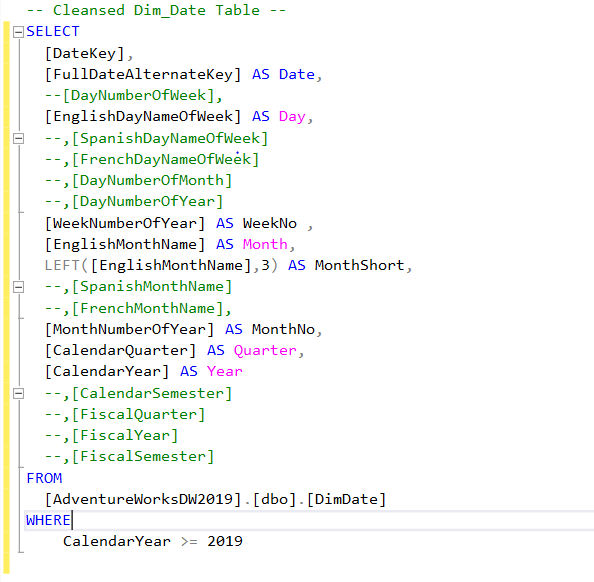 -- Cleansed Dim_Date Table --
SELECT
[DateKey],
[FullDateAlternateKey] AS Date,
--[DayNumberOfWeek],
[EnglishDayNameOfWeek] AS Day,
--,[SpanishDayNameOfWeek]
--,[FrenchDayNameOfWeek]
--,[DayNumberOfMonth]
--,[DayNumberOfYear]
[WeekNumberOfYear] AS WeekNo ,
[EnglishMonthName] AS Month,
LEFT([EnglishMonthName],3) AS MonthShort,
--,[SpanishMonthName]
--,[FrenchMonthName],
[MonthNumberOfYear] AS MonthNo,
[CalendarQuarter] AS Quarter,
[CalendarYear] AS Year
--,[CalendarSemester]
--,[FiscalQuarter]
--,[FiscalYear]
--,[FiscalSemester]
FROM
[AdventureWorksDW2019].[dbo].[DimDate]
WHERE
CalendarYear >= 2019